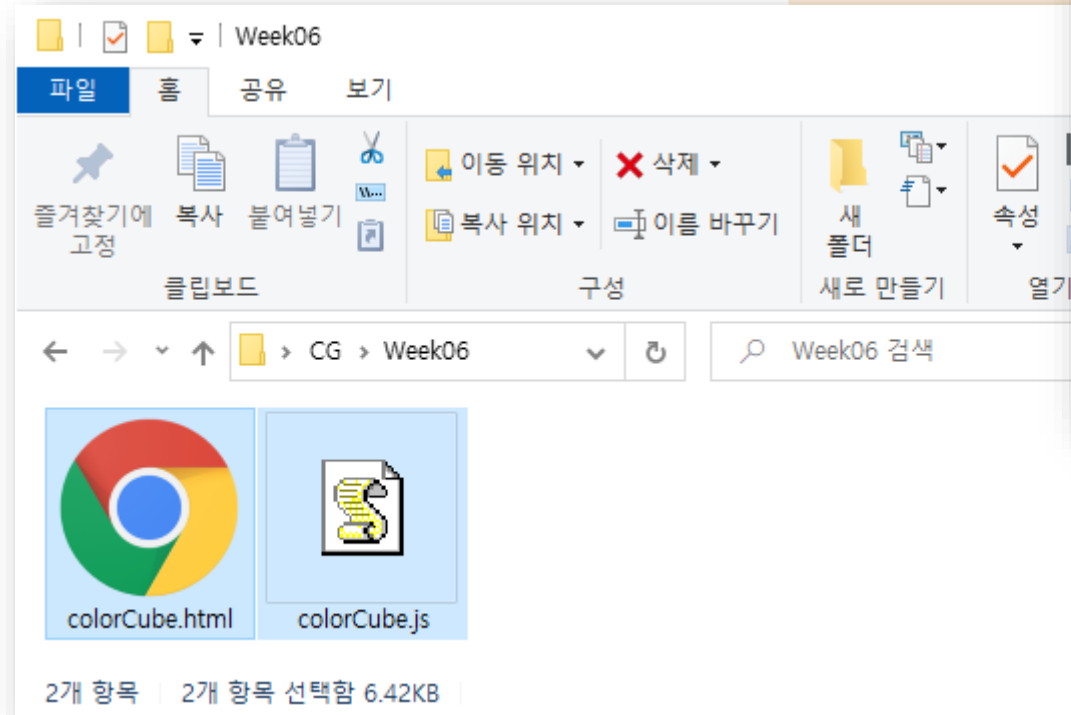 Week06
파일 홈 공유 보기
즐겨찾기에 고정
복사
붙여넣기
이동 위치
복사 위치
삭제
이름 바꾸기
새 폴더
속성
클립보드
구성
새로 만들기
열기
CG > Week06
Week06 검색
colorCube.html
colorCube.js
2개 항목
2개 항목 선택함 6.42KB